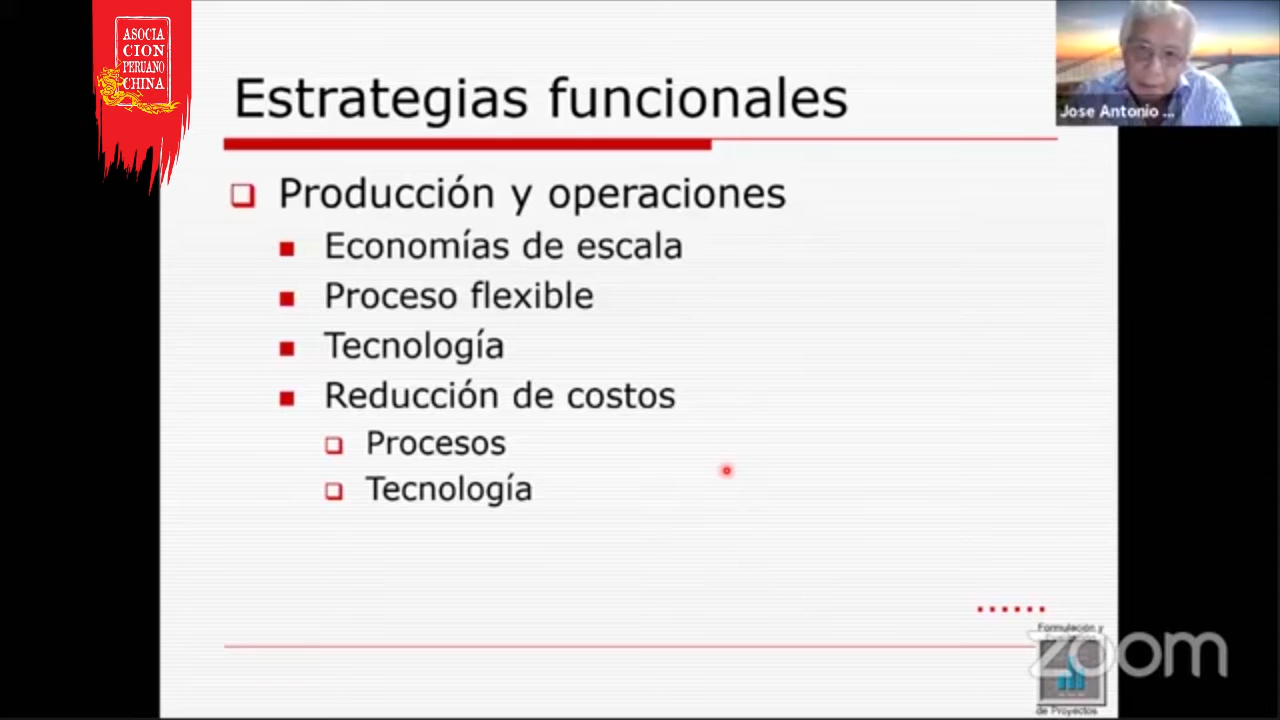 ASOCIA
CION
PERUANO
CHINA
Estrategias funcionales
Jose Antonio ...
Producción y operaciones
Economías de escala
Proceso flexible
Tecnología
Reducción de costos
Procesos
Tecnología
Formulación y
zoom
de Proyectos